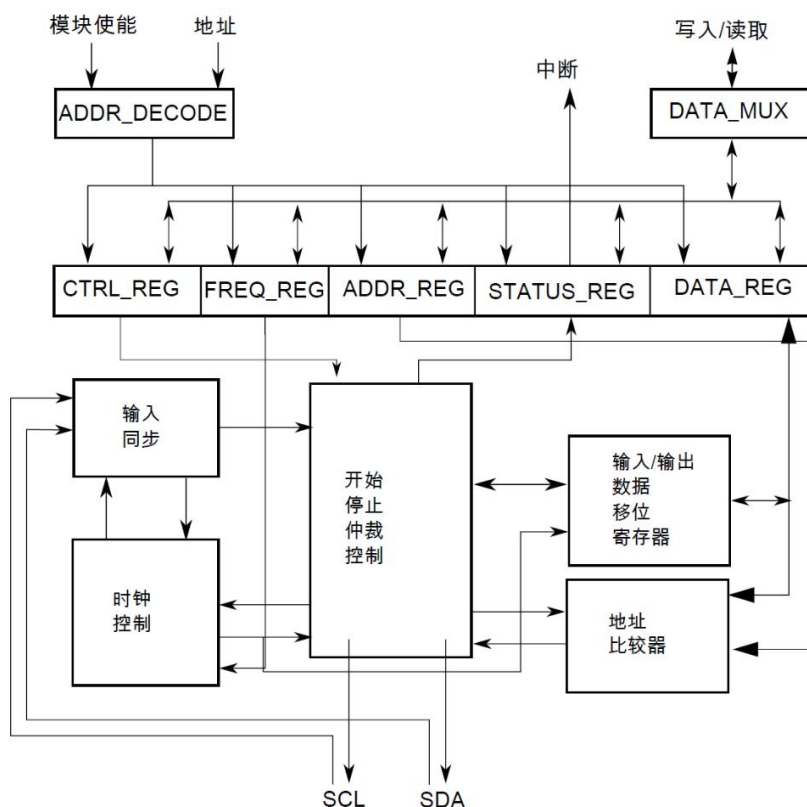 模块使能
地址
写入/读取
中断
ADDR_DECODE
DATA_MUX
CTRL_REG
FREQ_REG
ADDR_REG
STATUS_REG
DATA_REG
输入
同步
开始
停止
仲裁
控制
输入/输出
数据
移位
寄存器
时钟
控制
地址
比较器
SCL
SDA